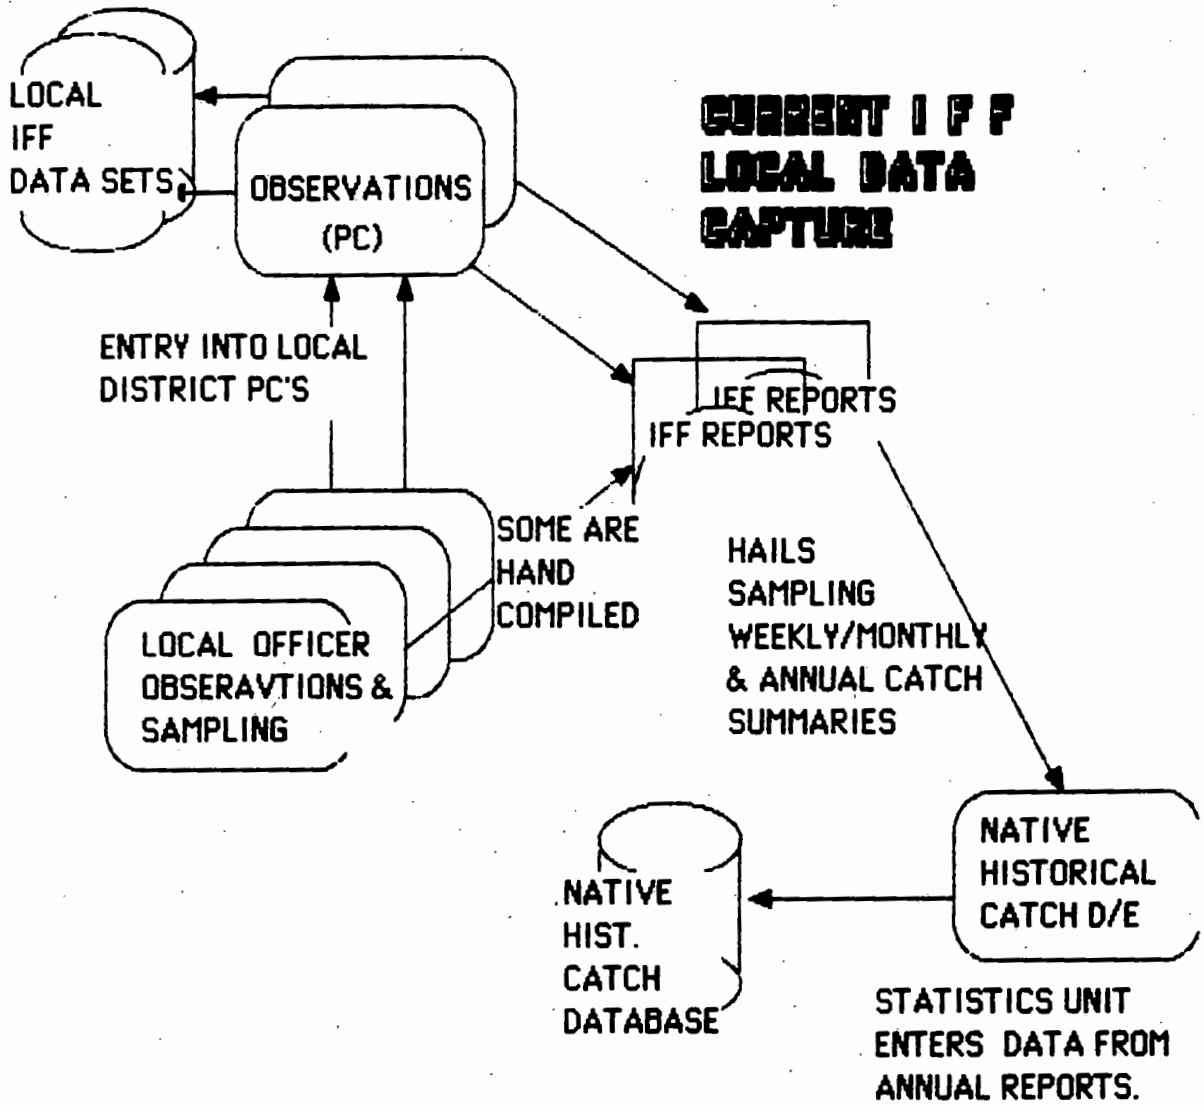 LOCAL
IFF
DATA SETS
OBSERVATIONS
(PC)
CURRENT I F F
LOCAL DATA
CAPTURE
ENTRY INTO LOCAL
DISTRICT PC'S
IFF REPORTS
IFF REPORTS
SOME ARE
HAND
COMPILED
HAILS
SAMPLING
WEEKLY/MONTHLY
& ANNUAL CATCH
SUMMARIES
LOCAL OFFICER
OBSERAVTIONS &
SAMPLING
NATIVE
HISTORICAL
CATCH D/E
NATIVE
HIST.
CATCH
DATABASE
STATISTICS UNIT
ENTERS DATA FROM
ANNUAL REPORTS.